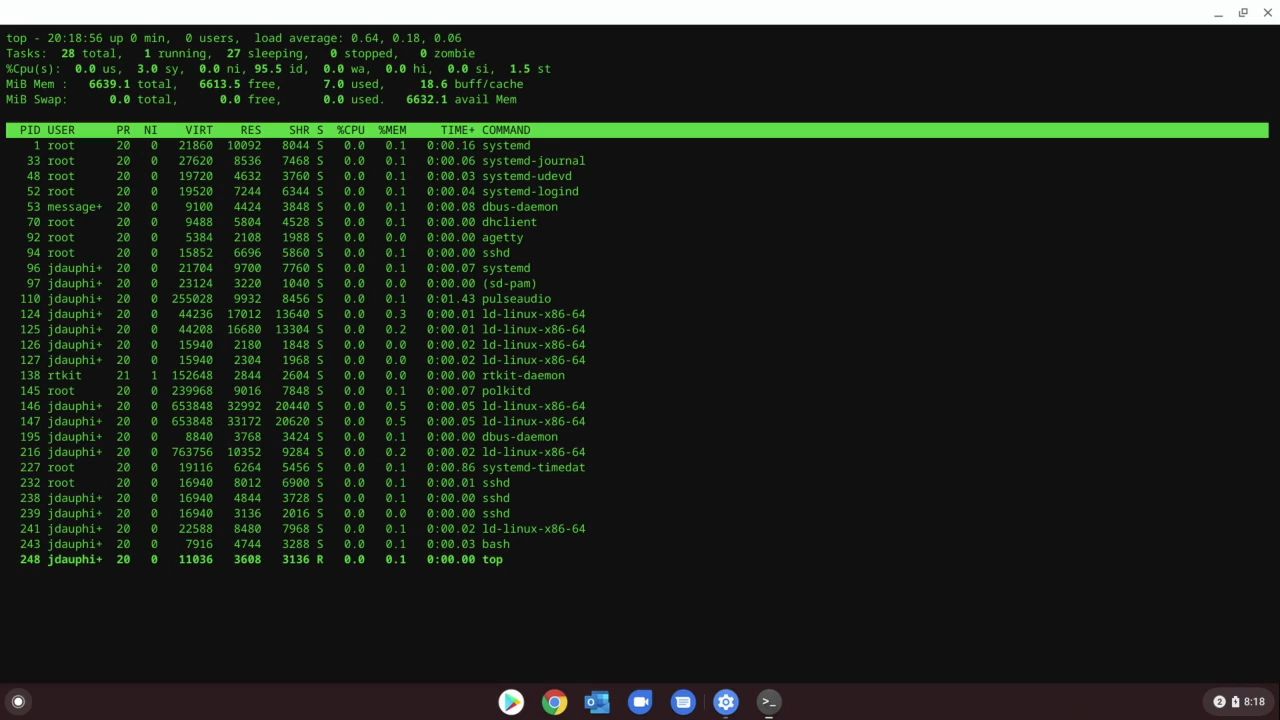 top - 20:18:56 up 0 min,  0 users,  load average: 0.64, 0.18, 0.06
Tasks:  28 total,   1 running,  27 sleeping,   0 stopped,   0 zombie
%Cpu(s):  0.0 us,  3.0 sy,  0.0 ni, 95.5 id,  0.0 wa,  0.0 hi,  0.0 si,  1.5 st
MiB Mem :   6639.1 total,   6613.5 free,      7.0 used,     18.6 buff/cache
MiB Swap:      0.0 total,      0.0 free,      0.0 used.   6632.1 avail Mem
PID USER PR NI VIRT RES SHR S %CPU %MEM TIME+ COMMAND
1 root 20 0 21860 10092 8044 S 0.0 0.1 0:00.16 systemd
33 root 20 0 27620 8536 7468 S 0.0 0.1 0:00.06 systemd-journal
48 root 20 0 19720 4632 3760 S 0.0 0.1 0:00.03 systemd-udevd
52 root 20 0 19520 7244 6344 S 0.0 0.1 0:00.04 systemd-logind
53 message+ 20 0 9100 4424 3848 S 0.0 0.1 0:00.08 dbus-daemon
70 root 20 0 9488 5804 4528 S 0.0 0.1 0:00.00 dhclient
92 root 20 0 5384 2108 1988 S 0.0 0.0 0:00.00 agetty
94 root 20 0 15852 6696 5860 S 0.0 0.1 0:00.00 sshd
96 jdauphi+ 20 0 21704 9700 7760 S 0.0 0.1 0:00.07 systemd
97 jdauphi+ 20 0 23124 3220 1040 S 0.0 0.0 0:00.00 (sd-pam)
110 jdauphi+ 20 0 255028 9932 8456 S 0.0 0.1 0:01.43 pulseaudio
124 jdauphi+ 20 0 44236 17012 13640 S 0.0 0.3 0:00.01 ld-linux-x86-64
125 jdauphi+ 20 0 44208 16680 13304 S 0.0 0.2 0:00.01 ld-linux-x86-64
126 jdauphi+ 20 0 15940 2180 1848 S 0.0 0.0 0:00.02 ld-linux-x86-64
127 jdauphi+ 20 0 15940 2304 1968 S 0.0 0.0 0:00.02 ld-linux-x86-64
138 rtkit 21 1 152648 2844 2604 S 0.0 0.0 0:00.00 rtkit-daemon
145 root 20 0 239968 9016 7848 S 0.0 0.1 0:00.07 polkitd
146 jdauphi+ 20 0 653848 32992 20440 S 0.0 0.5 0:00.05 ld-linux-x86-64
147 jdauphi+ 20 0 653848 33172 20620 S 0.0 0.5 0:00.05 ld-linux-x86-64
195 jdauphi+ 20 0 8840 3768 3424 S 0.0 0.1 0:00.00 dbus-daemon
216 jdauphi+ 20 0 763756 10352 9284 S 0.0 0.2 0:00.02 ld-linux-x86-64
227 root 20 0 19116 6264 5456 S 0.0 0.1 0:00.86 systemd-timedat
232 root 20 0 16940 8012 6900 S 0.0 0.1 0:00.01 sshd
238 jdauphi+ 20 0 16940 4844 3728 S 0.0 0.1 0:00.00 sshd
239 jdauphi+ 20 0 16940 3136 2016 S 0.0 0.0 0:00.00 sshd
241 jdauphi+ 20 0 22588 8480 7968 S 0.0 0.1 0:00.02 ld-linux-x86-64
243 jdauphi+ 20 0 7916 4744 3288 S 0.0 0.1 0:00.03 bash
248 jdauphi+ 20 0 11036 3608 3136 R 0.0 0.1 0:00.00 top
>_
2 8:18